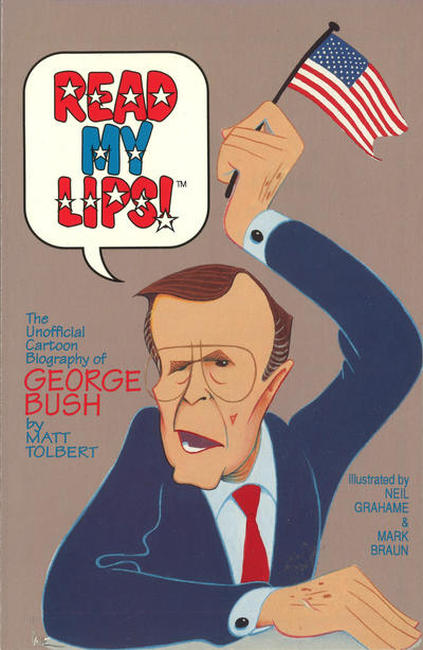 READ
MY
LIPS!™
The
Unofficial
Cartoon
Biography of
GEORGE
BUSH
by
MATT
TOLBERT
illustrated by
NEIL
GRAHAME
&
MARK
BRAUN